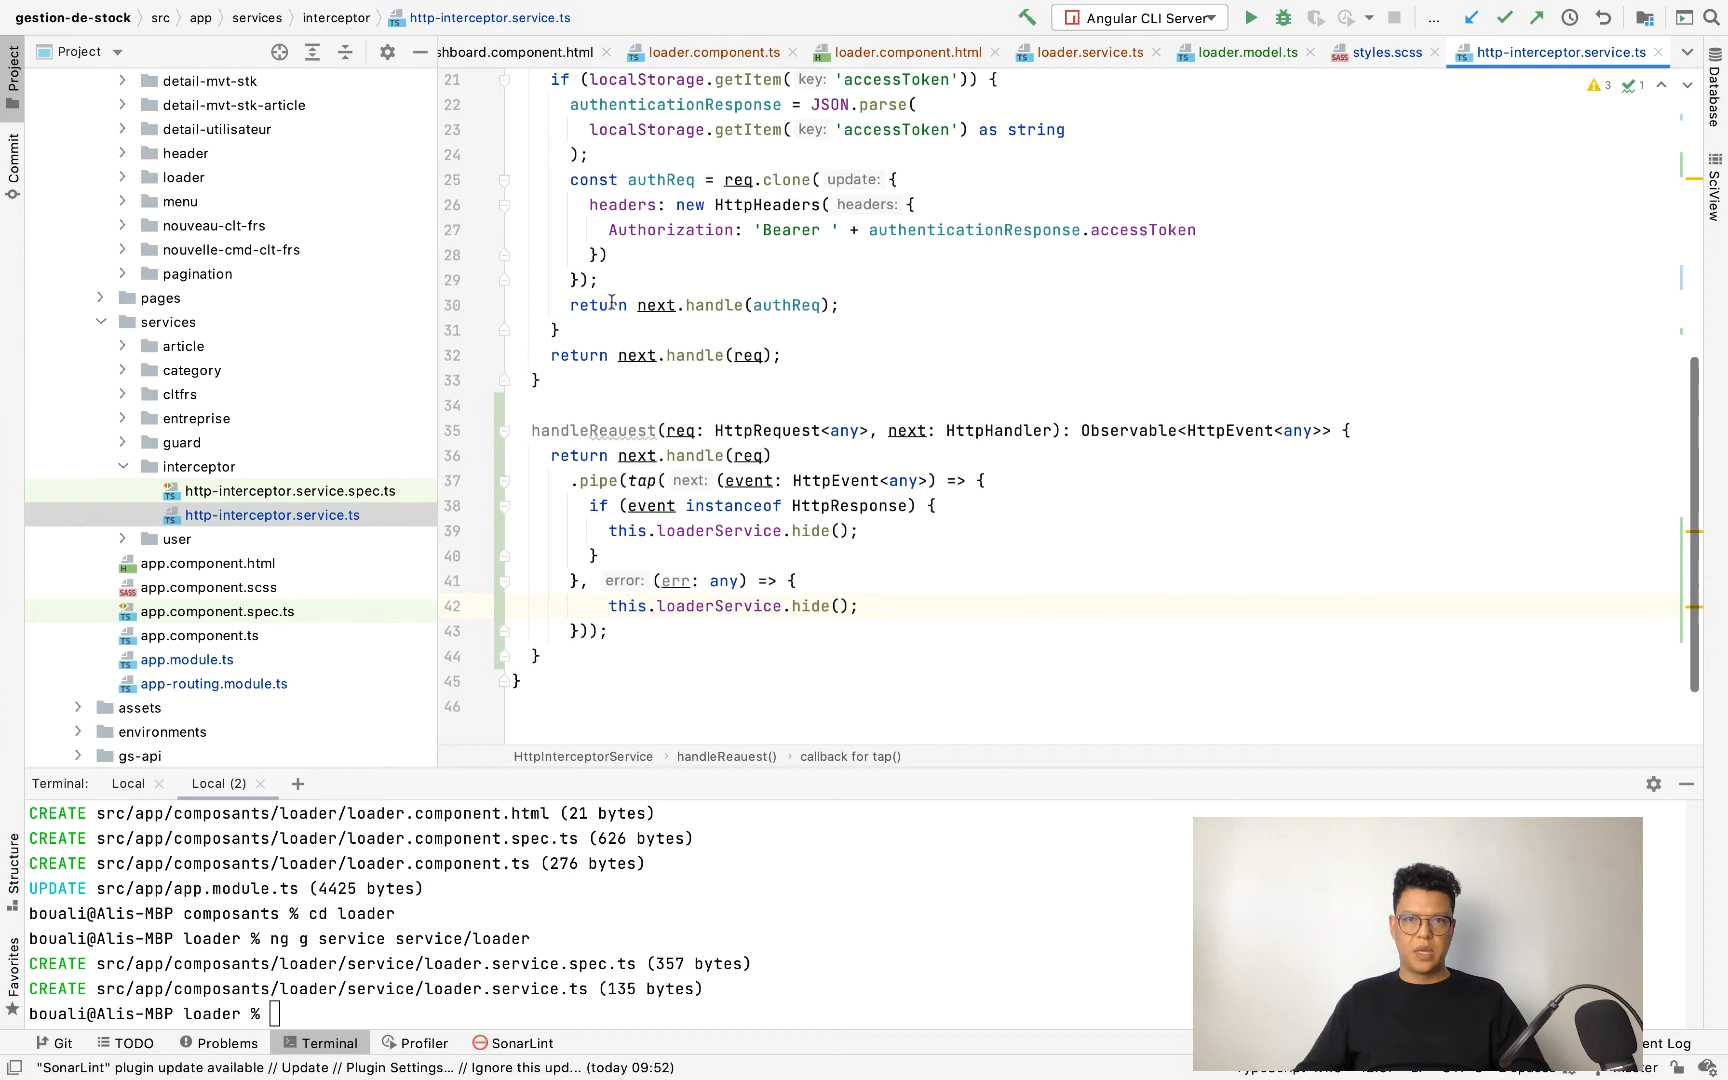 gestion-de-stock › src › app › services › interceptor › http-interceptor.service.ts
Angular CLI Server
...
Project
shboard.component.html
loader.component.ts
loader.component.html
loader.service.ts
loader.model.ts
styles.scss
http-interceptor.service.ts
Project
Commit
Structure
Favorites
Database
SciView
detail-mvt-stk
detail-mvt-stk-article
detail-utilisateur
header
loader
menu
nouveau-clt-frs
nouvelle-cmd-clt-frs
pagination
pages
services
article
category
cltfrs
entreprise
guard
interceptor
http-interceptor.service.spec.ts
http-interceptor.service.ts
user
app.component.html
app.component.scss
app.component.spec.ts
app.component.ts
app.module.ts
app-routing.module.ts
assets
environments
gs-api
3 1
21 if (localStorage.getItem( key: 'accessToken')) {
22 authenticationResponse = JSON.parse(
23 localStorage.getItem( key: 'accessToken') as string
24 );
25 const authReq = req.clone( update: {
26 headers: new HttpHeaders( headers: {
27 Authorization: 'Bearer ' + authenticationResponse.accessToken
28 })
29 });
30 return next.handle(authReq);
31 }
32 return next.handle(req);
33 }
34
35 handleReauest(req: HttpRequest<any>, next: HttpHandler): Observable<HttpEvent<any>> {
36 return next.handle(req)
37 .pipe(tap( next: (event: HttpEvent<any>) => {
38 if (event instanceof HttpResponse) {
39 this.loaderService.hide();
40 }
41 }, error: (err: any) => {
42 this.loaderService.hide();
43 }));
44 }
45 }
46
HttpInterceptorService › handleReauest() › callback for tap()
Terminal: Local Local (2) +
CREATE src/app/composants/loader/loader.component.html (21 bytes)
CREATE src/app/composants/loader/loader.component.spec.ts (626 bytes)
CREATE src/app/composants/loader/loader.component.ts (276 bytes)
UPDATE src/app/app.module.ts (4425 bytes)
bouali@Alis-MBP composants % cd loader
bouali@Alis-MBP loader % ng g service service/loader
CREATE src/app/composants/loader/service/loader.service.spec.ts (357 bytes)
CREATE src/app/composants/loader/service/loader.service.ts (135 bytes)
bouali@Alis-MBP loader %
Git TODO Problems Terminal Profiler SonarLint ent Log
"SonarLint" plugin update available // Update // Plugin Settings... // Ignore this upd... (today 09:52)